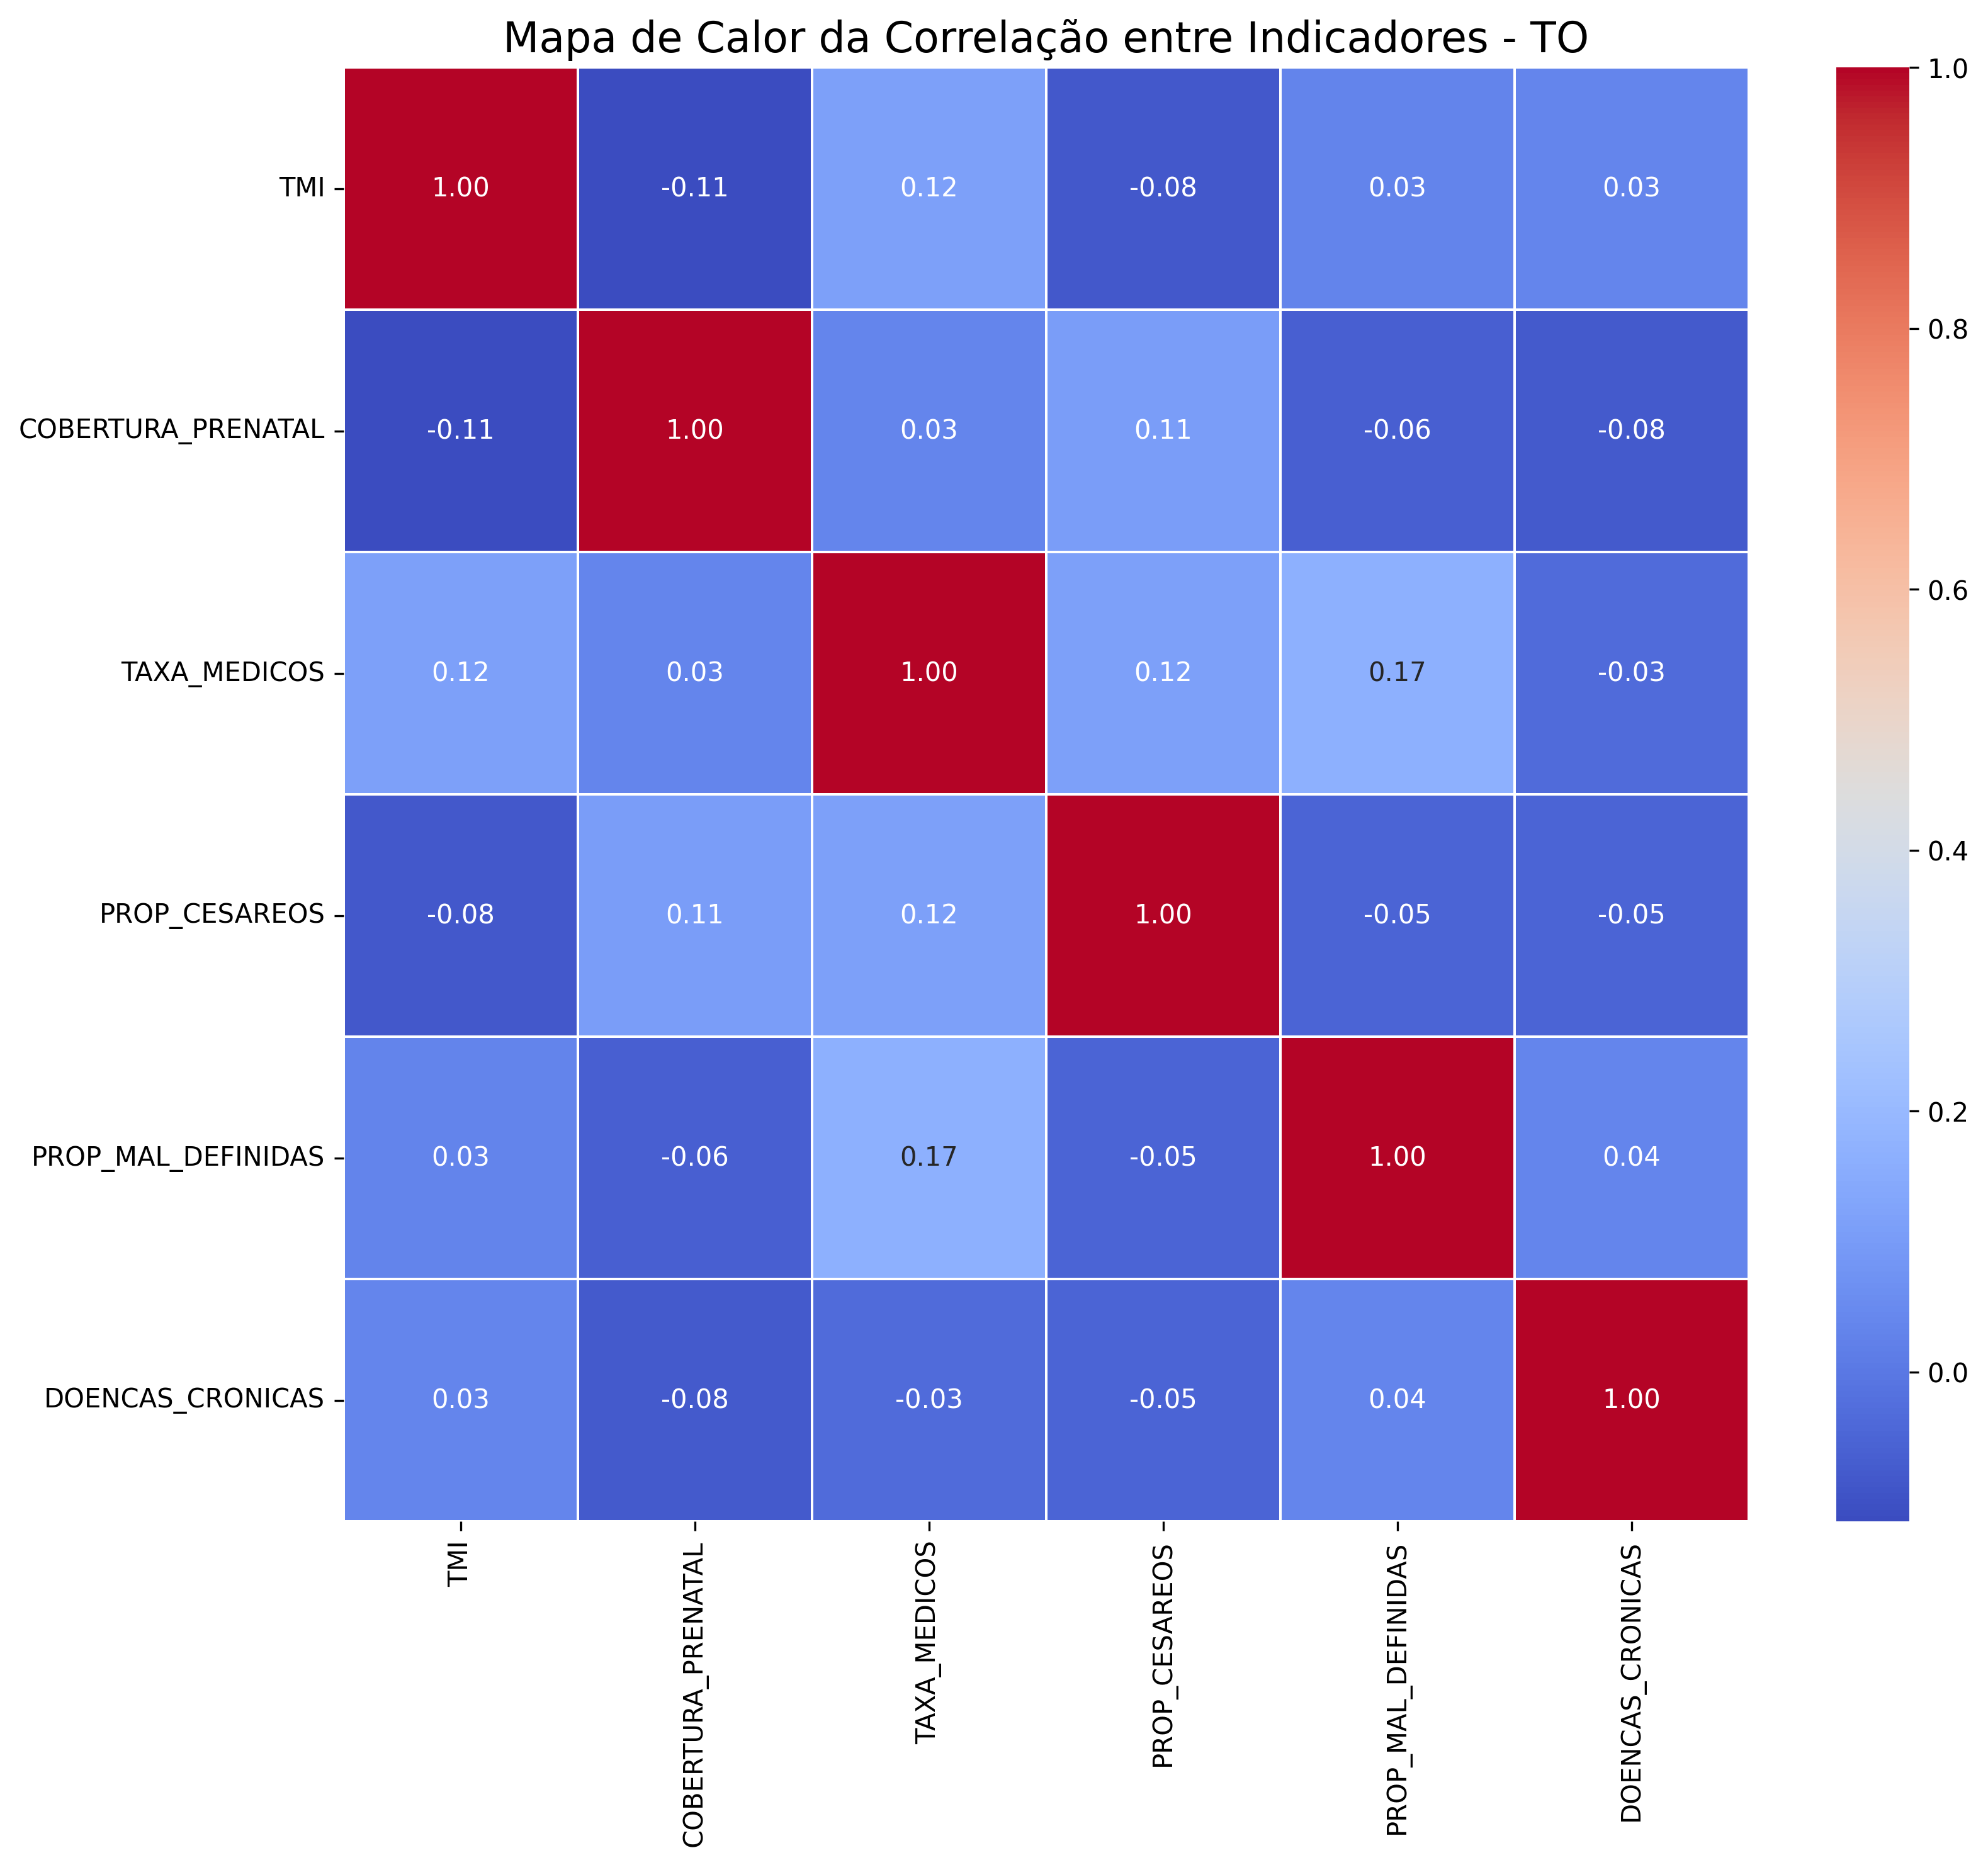 Mapa de Calor da Correlação entre Indicadores - TO
TMI 1.00 -0.11 0.12 -0.08 0.03 0.03
COBERTURA_PRENATAL -0.11 1.00 0.03 0.11 -0.06 -0.08
TAXA_MEDICOS 0.12 0.03 1.00 0.12 0.17 -0.03
PROP_CESAREOS -0.08 0.11 0.12 1.00 -0.05 -0.05
PROP_MAL_DEFINIDAS 0.03 -0.06 0.17 -0.05 1.00 0.04
DOENCAS_CRONICAS 0.03 -0.08 -0.03 -0.05 0.04 1.00
TMI
COBERTURA_PRENATAL
TAXA_MEDICOS
PROP_CESAREOS
PROP_MAL_DEFINIDAS
DOENCAS_CRONICAS
1.0
0.8
0.6
0.4
0.2
0.0